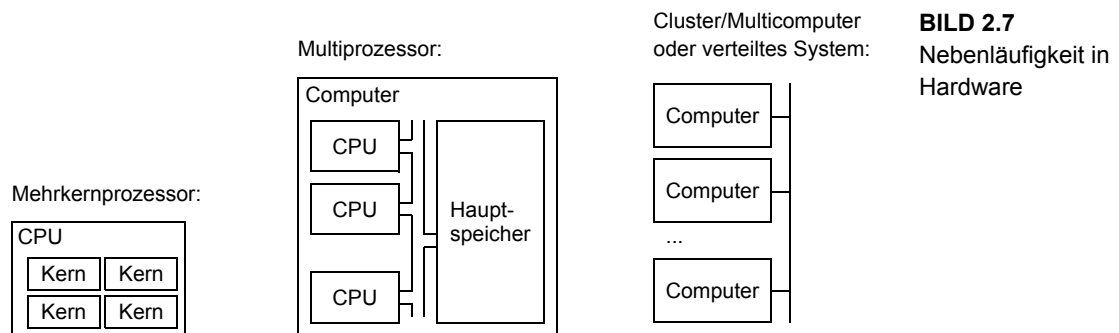 Mehrkernprozessor:
CPU
Kern Kern
Kern Kern
Multiprozessor:
Computer
CPU
CPU
CPU
Haupt-
speicher
Cluster/Multicomputer
oder verteiltes System:
Computer
Computer
...
Computer
BILD 2.7
Nebenläufigkeit in
Hardware